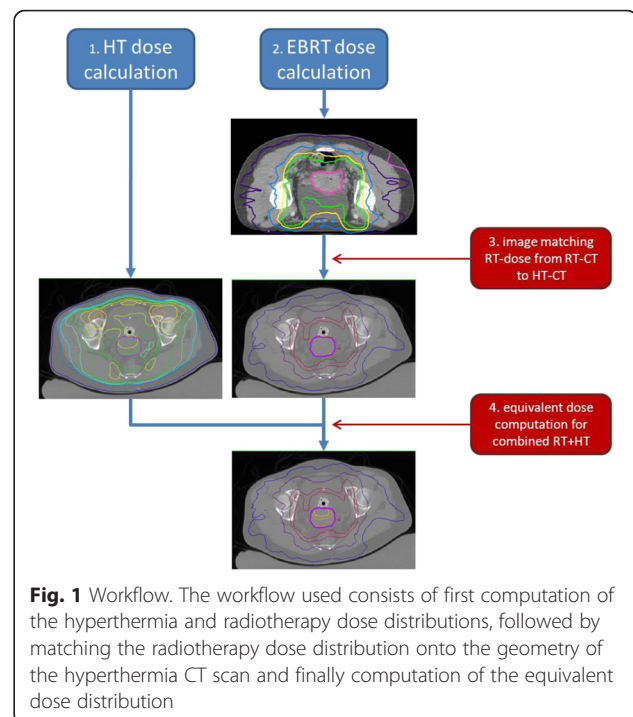 1. HT dose
calculation
2. EBRT dose
calculation
3. image matching
RT-dose from RT-CT
to HT-CT
4. equivalent dose
computation for
combined RT+HT
Fig. 1 Workflow. The workflow used consists of first computation of
the hyperthermia and radiotherapy dose distributions, followed by
matching the radiotherapy dose distribution onto the geometry of
the hyperthermia CT scan and finally computation of the equivalent
dose distribution